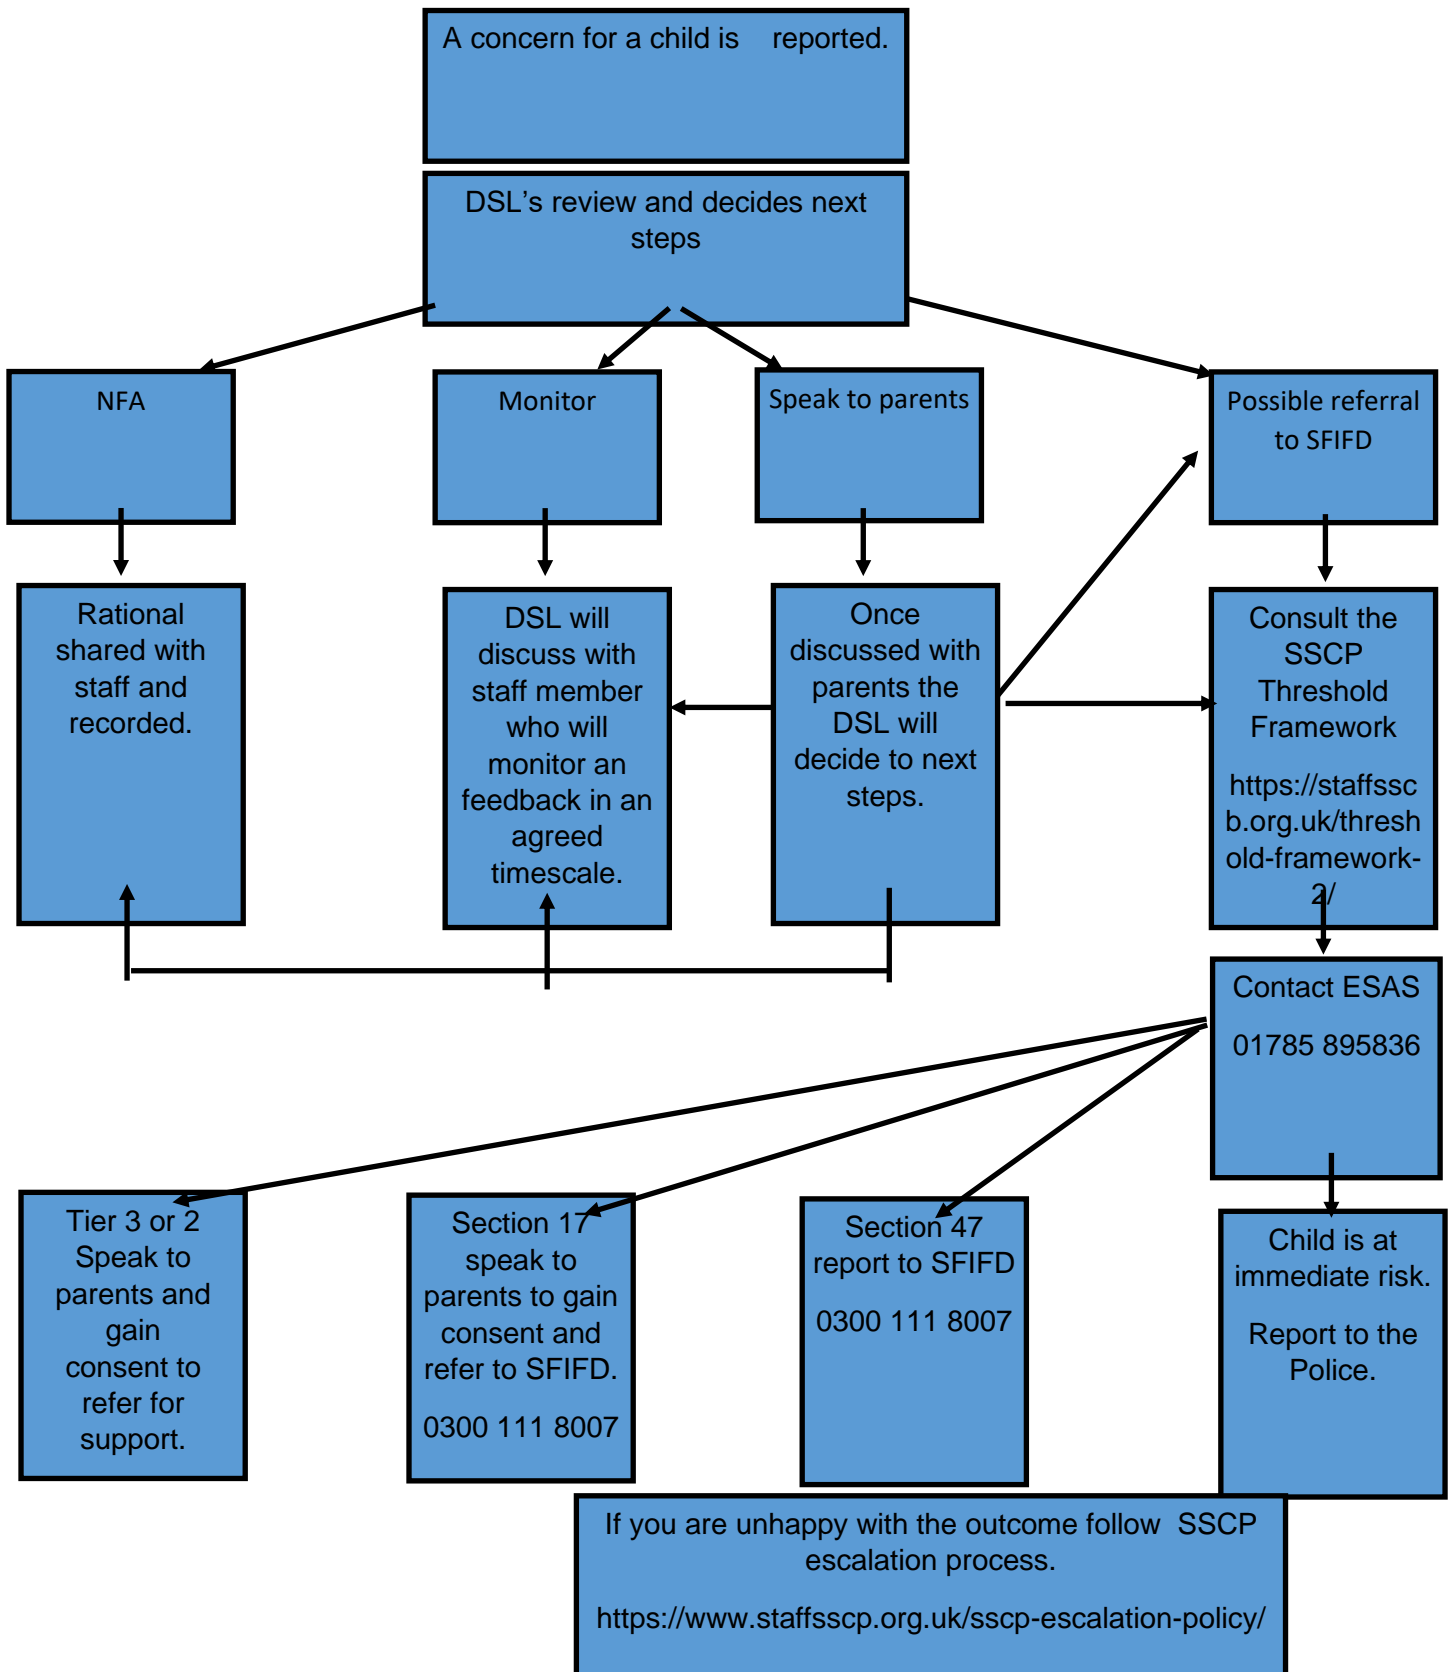 A concern for a child is reported.
DSL's review and decides next
steps
NFA
Monitor
Speak to parents
Possible referral
to SFIFD
Rational
shared with
staff and
recorded.
DSL will
discuss with
staff member
who will
monitor an
feedback in an
agreed
timescale.
Once
discussed with
parents the
DSL will
decide to next
steps.
Consult the
SSCP
Threshold
Framework
https://staffssc
b.org.uk/thresh
old-framework-
2/
Contact ESAS
01785 895836
Tier 3 or 2
Speak to
parents and
gain
consent to
refer for
support.
Section 17
speak to
parents to gain
consent and
refer to SFIFD.
0300 111 8007
Section 47
report to SFIFD
0300 111 8007
Child is at
immediate risk.
Report to the
Police.
If you are unhappy with the outcome follow SSCP
escalation process.
https://www.staffsscp.org.uk/sscp-escalation-policy/